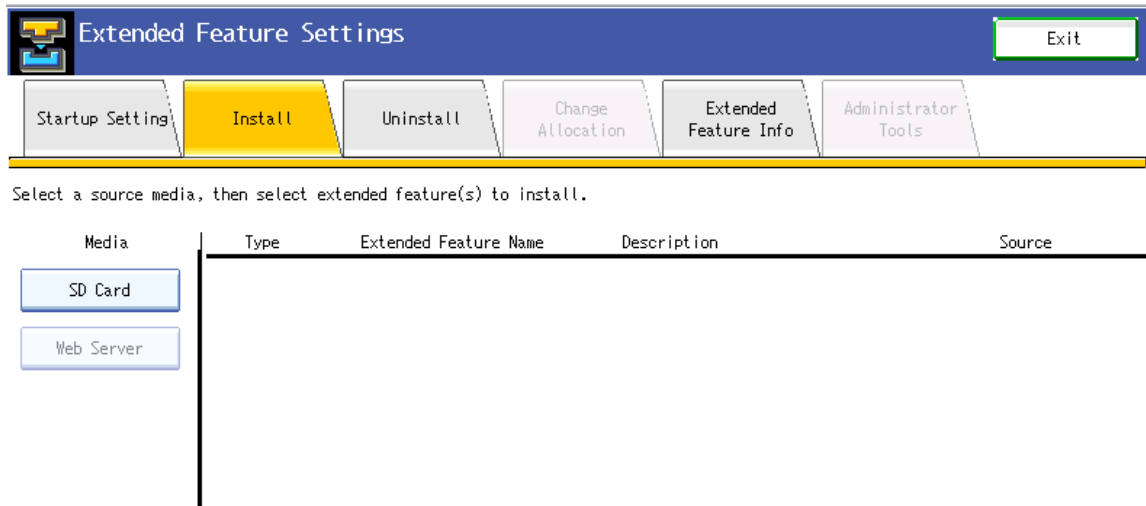 Extended Feature Settings
Exit
Startup Setting
Install
Uninstall
Change
Allocation
Extended
Feature Info
Administrator
Tools
Select a source media, then select extended feature(s) to install.
Media
Type
Extended Feature Name
Description
Source
SD Card
Web Server